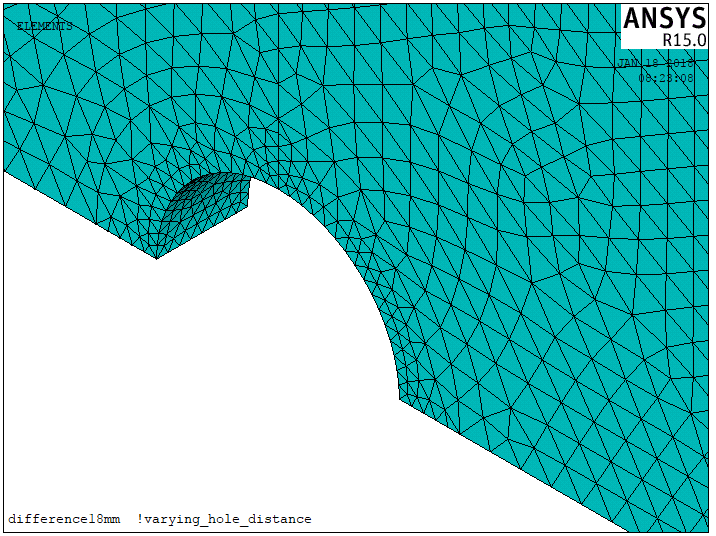 ELEMENTS
ANSYS
R15.0
JAN 18 2018
08:23:08
difference18mm !varying_hole_distance